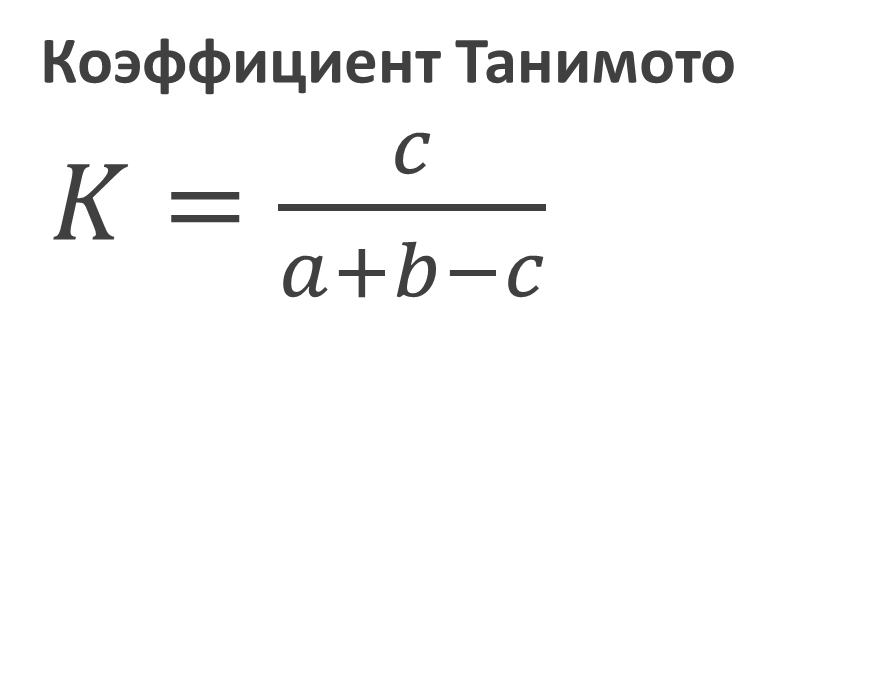 Коэффициент Танимото
K = c / (a+b−c)